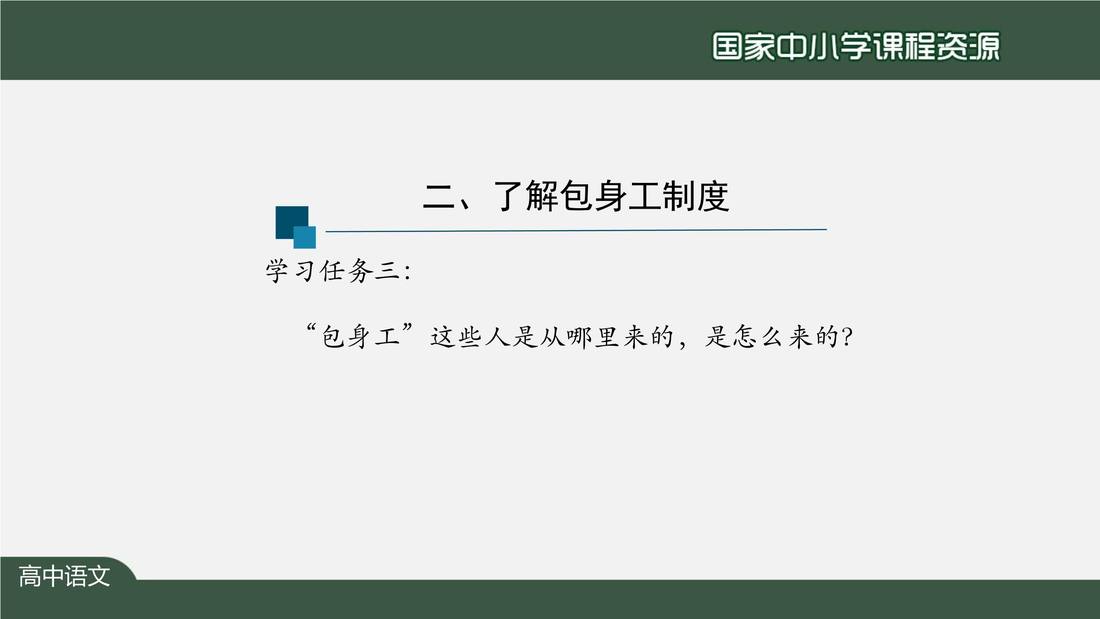 国家中小学课程资源
二、了解包身工制度
学习任务三：
“包身工”这些人是从哪里来的，是怎么来的？
高中语文